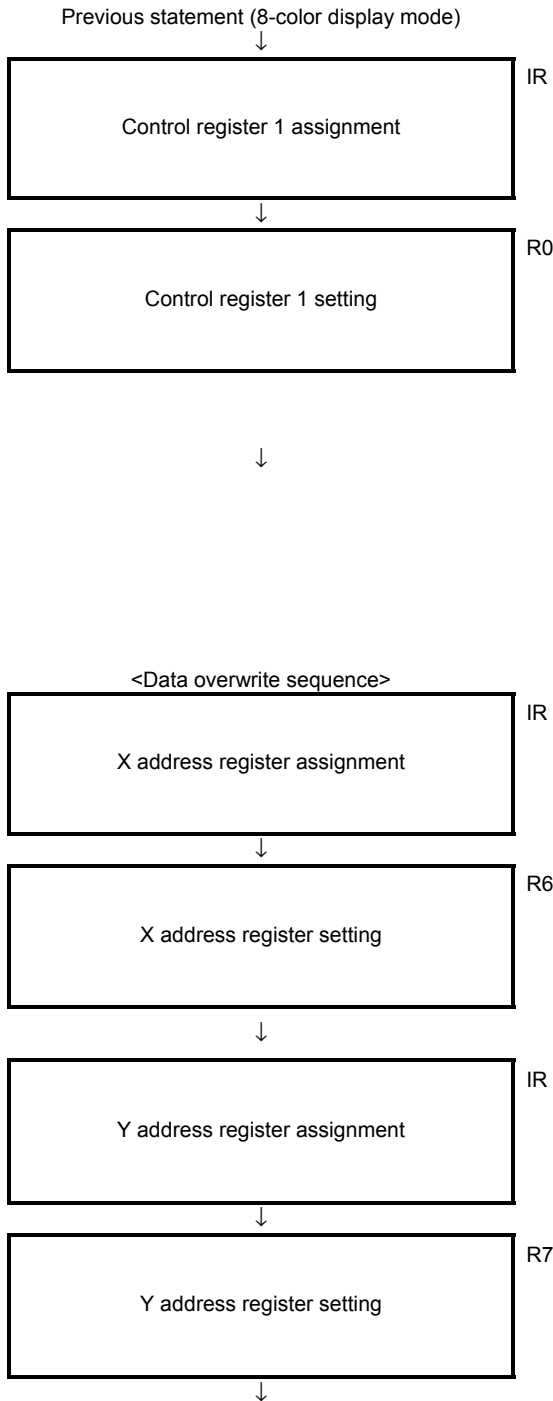 Previous statement (8-color display mode)
↓
IR
Control register 1 assignment
↓
R0
Control register 1 setting
↓
<Data overwrite sequence>
IR
X address register assignment
↓
R6
X address register setting
↓
IR
Y address register assignment
↓
R7
Y address register setting
↓